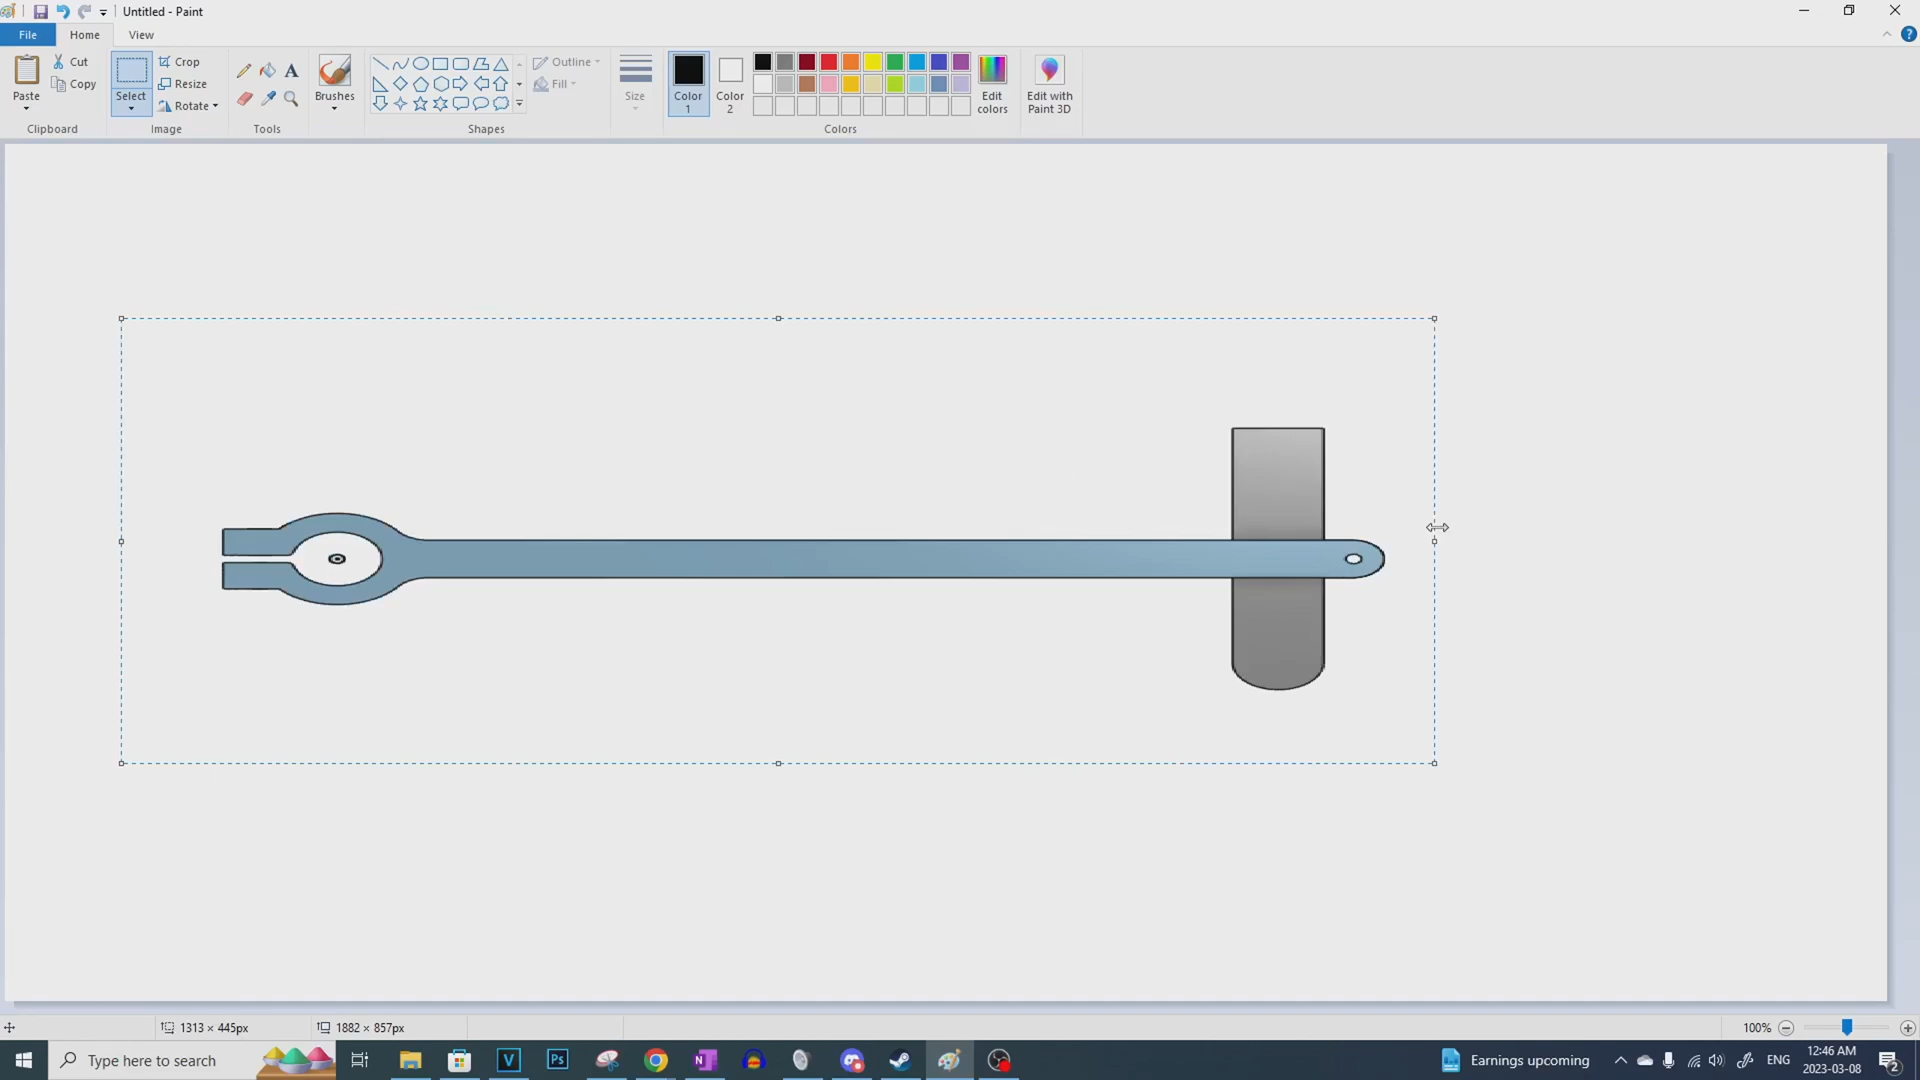 Untitled - Paint
File
Home
View
Paste
Cut
Copy
Clipboard
Select
Crop
Resize
Rotate
Image
A
Tools
Brushes
Outline
Fill
Shapes
Size
Color
1
Color
2
Edit
colors
Colors
Edit with
Paint 3D
1313 × 445px
1882 × 857px
100%
Type here to search
V
Ps
N
Earnings upcoming
ENG
12:46 AM
2023-03-08
2